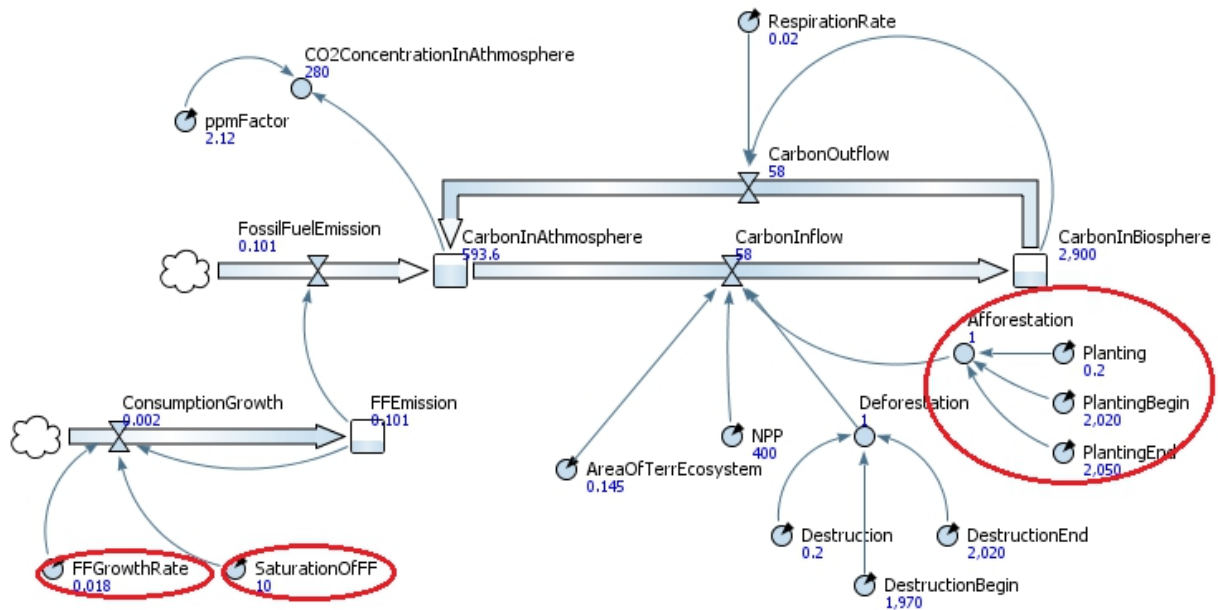 RespirationRate
0.02
CO2ConcentrationInAthmosphere
280
ppmFactor
2.12
CarbonOutflow
58
FossilFuelEmission
0.101
CarbonInAthmosphere
593.6
CarbonInflow
58
CarbonInBiosphere
2,900
Afforestation
1
Planting
0.2
PlantingBegin
2,020
PlantingEnd
2,050
ConsumptionGrowth
0.002
FFEmission
0.101
Deforestation
1
NPP
400
AreaOfTerrEcosystem
0.145
Destruction
0.2
DestructionEnd
2,020
DestructionBegin
1,970
FFGrowthRate
0.018
SaturationOfFF
10